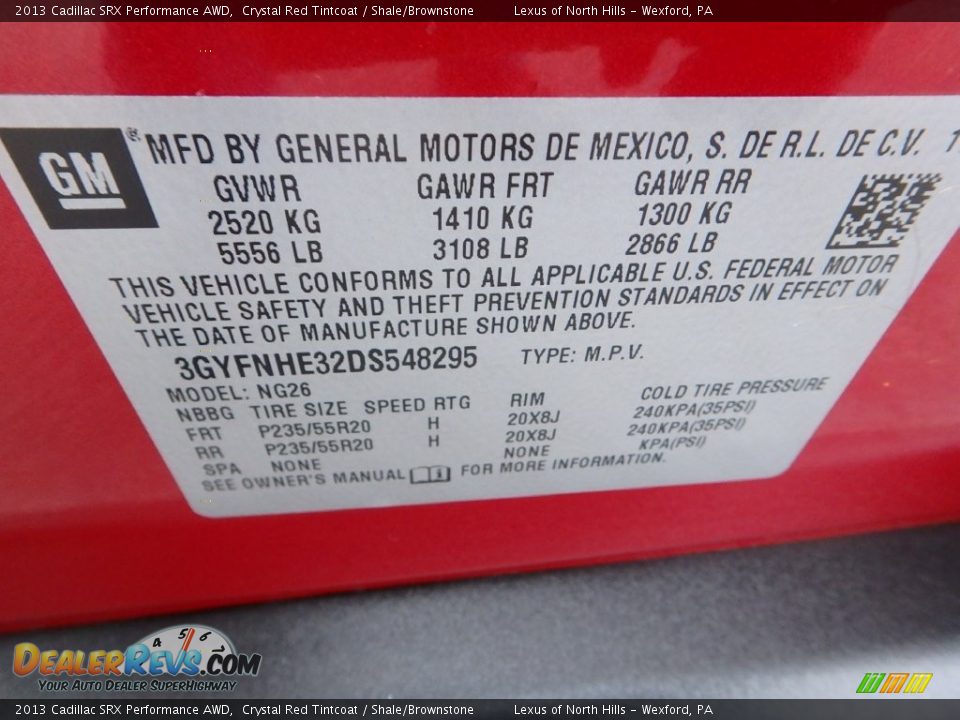 2013 Cadillac SRX Performance AWD, Crystal Red Tintcoat / Shale/Brownstone Lexus of North Hills - Wexford, PA
GM ® MFD BY GENERAL MOTORS DE MEXICO, S. DE R.L. DE C.V. 1
GVWR GAWR FRT GAWR RR
2520 KG 1410 KG 1300 KG
5556 LB 3108 LB 2866 LB
THIS VEHICLE CONFORMS TO ALL APPLICABLE U.S. FEDERAL MOTOR
VEHICLE SAFETY AND THEFT PREVENTION STANDARDS IN EFFECT ON
THE DATE OF MANUFACTURE SHOWN ABOVE.
3GYFNHE32DS548295 TYPE: M.P.V.
MODEL: NG26
NBBG TIRE SIZE SPEED RTG RIM COLD TIRE PRESSURE
FRT P235/55R20 H 20X8J 240KPA(35PSI)
RR P235/55R20 H 20X8J 240KPA(35PSI)
SPA NONE NONE KPA(PSI)
SEE OWNER'S MANUAL i FOR MORE INFORMATION.
4 5 6
DEALERREVS.COM
YOUR AUTO DEALER SUPERHIGHWAY
2013 Cadillac SRX Performance AWD, Crystal Red Tintcoat / Shale/Brownstone Lexus of North Hills - Wexford, PA